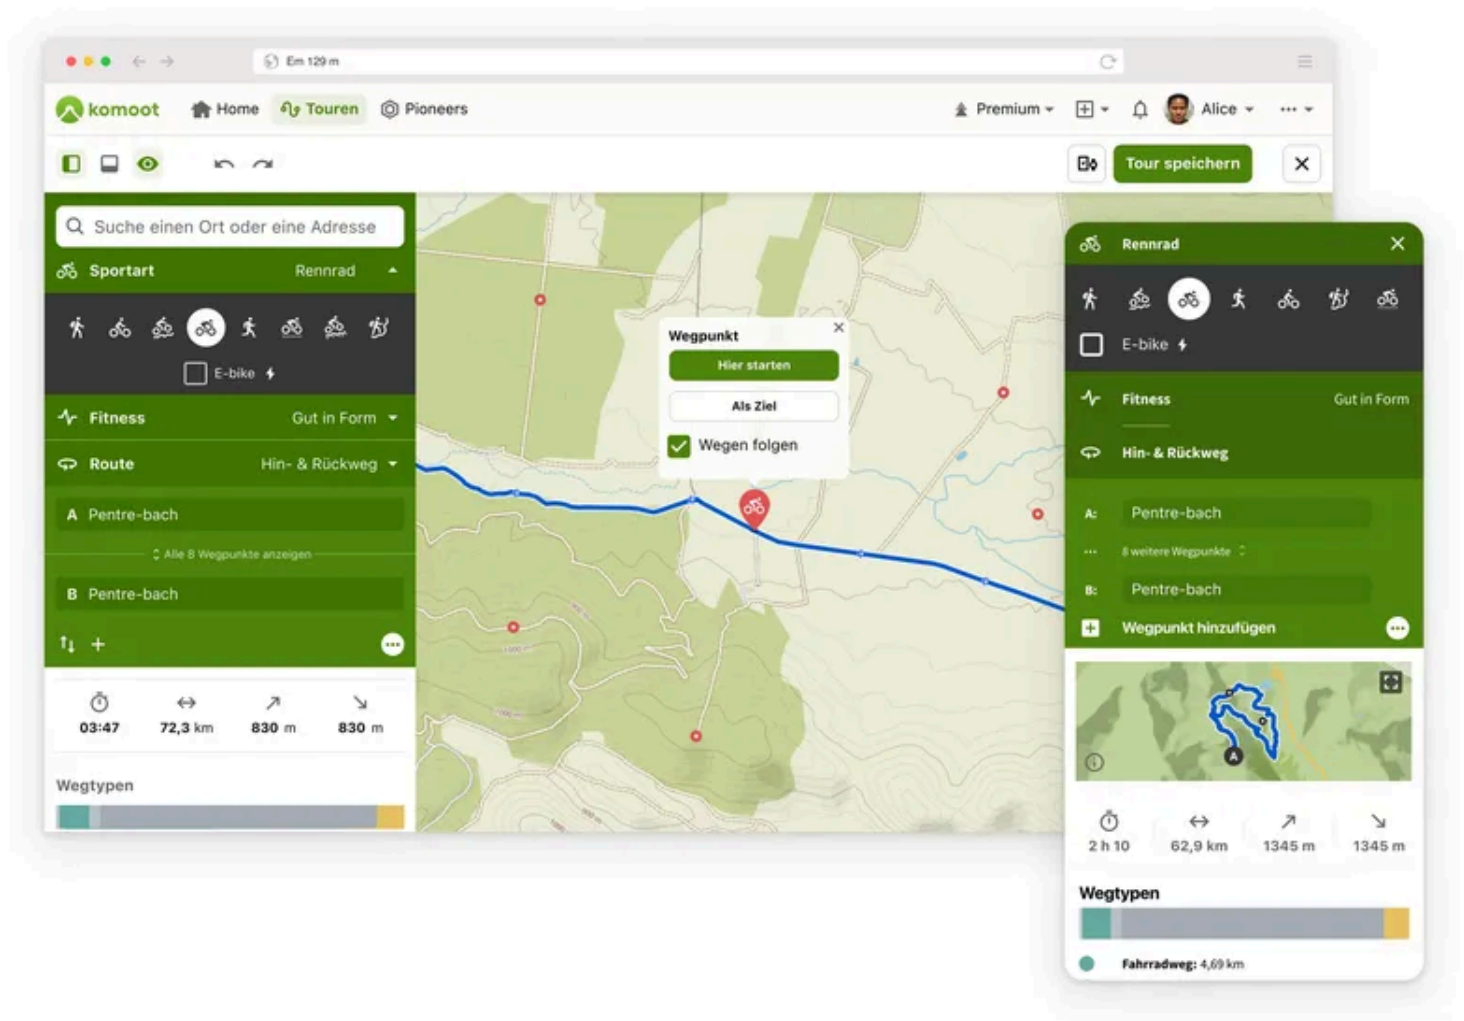 Em 129 m
komoot Home Touren Pioneers Premium Alice
Tour speichern
Suche einen Ort oder eine Adresse
Sportart Rennrad
E-bike
Fitness Gut in Form
Route Hin- & Rückweg
A Pentre-bach
Alle 8 Wegpunkte anzeigen
B Pentre-bach
03:47 72,3 km 830 m 830 m
Wegtypen
Wegpunkt
Hier starten
Als Ziel
Wegen folgen
Rennrad
E-bike
Fitness Gut in Form
Hin- & Rückweg
A: Pentre-bach
8 weitere Wegpunkte
B: Pentre-bach
Wegpunkt hinzufügen
A
2 h 10 62,9 km 1345 m 1345 m
Wegtypen
Fahrradweg: 4,69 km